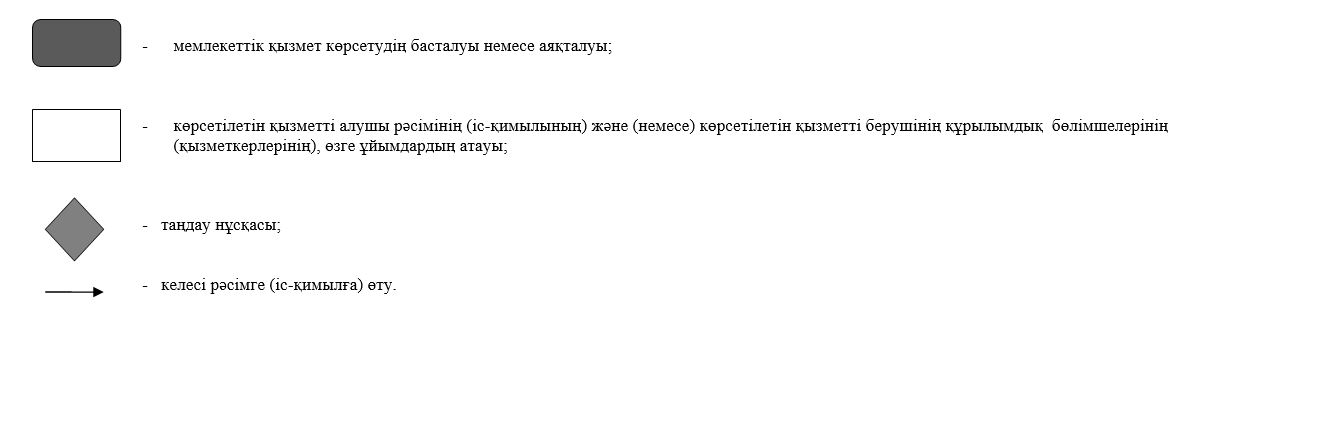 - мемлекеттік қызмет көрсетудің басталуы немесе аяқталуы;
- көрсетілетін қызметті алушы рәсімінің (іс-қимылының) және (немесе) көрсетілетін қызметті берушінің құрылымдық бөлімшелерінің
(қызметкерлерінің), өзге ұйымдардың атауы;
- таңдау нұсқасы;
- келесі рәсімге (іс-қимылға) өту.